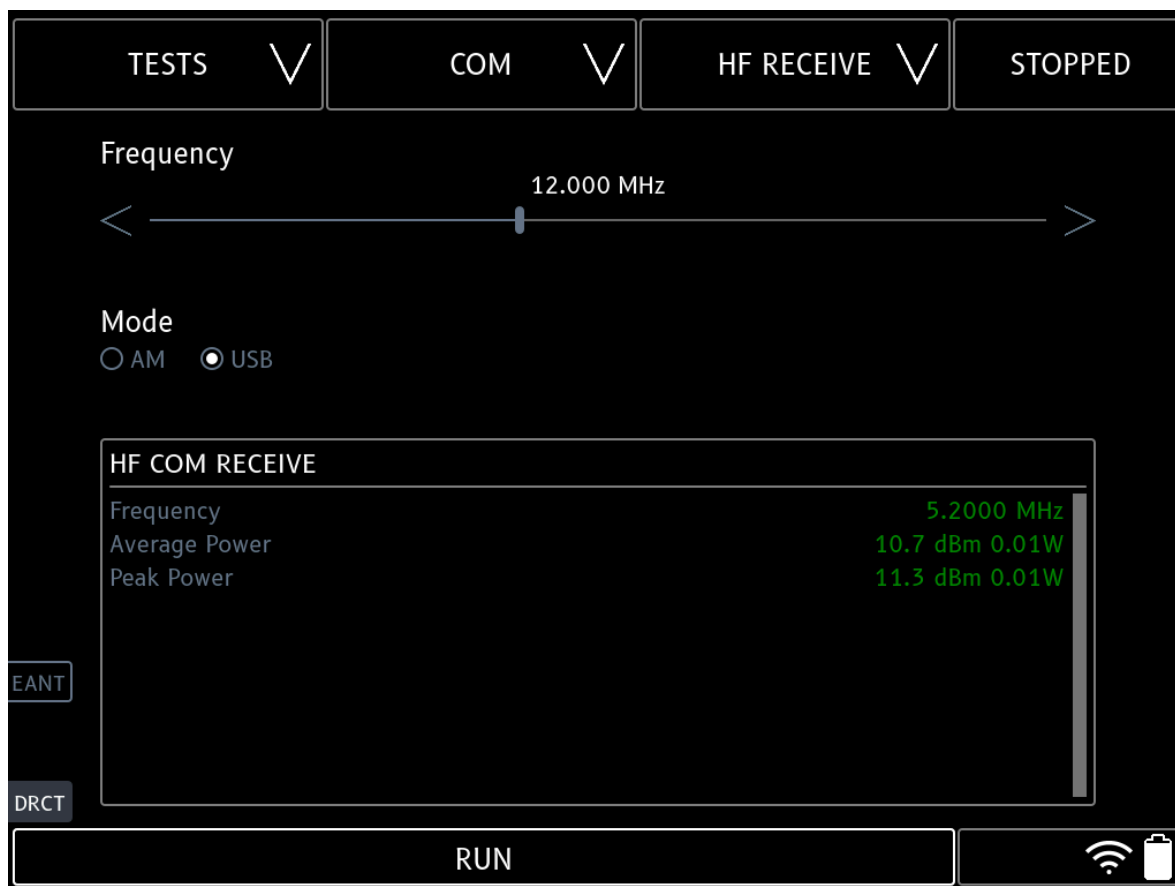 TESTS COM HF RECEIVE STOPPED
Frequency
12.000 MHz
Mode
AM USB
HF COM RECEIVE
Frequency 5.2000 MHz
Average Power 10.7 dBm 0.01W
Peak Power 11.3 dBm 0.01W
EANT
DRCT
RUN